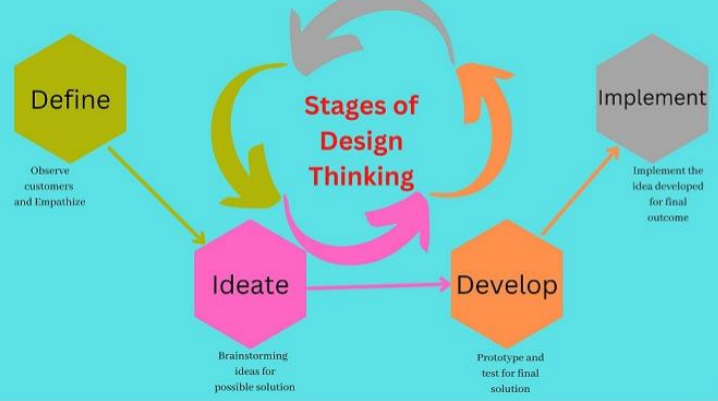 Stages of
Design
Thinking
Define
Observe
customers
and Empathize
Ideate
Brainstorming
ideas for
possible solution
Develop
Prototype and
test for final
solution
Implement
Implement the
idea developed
for final
outcome